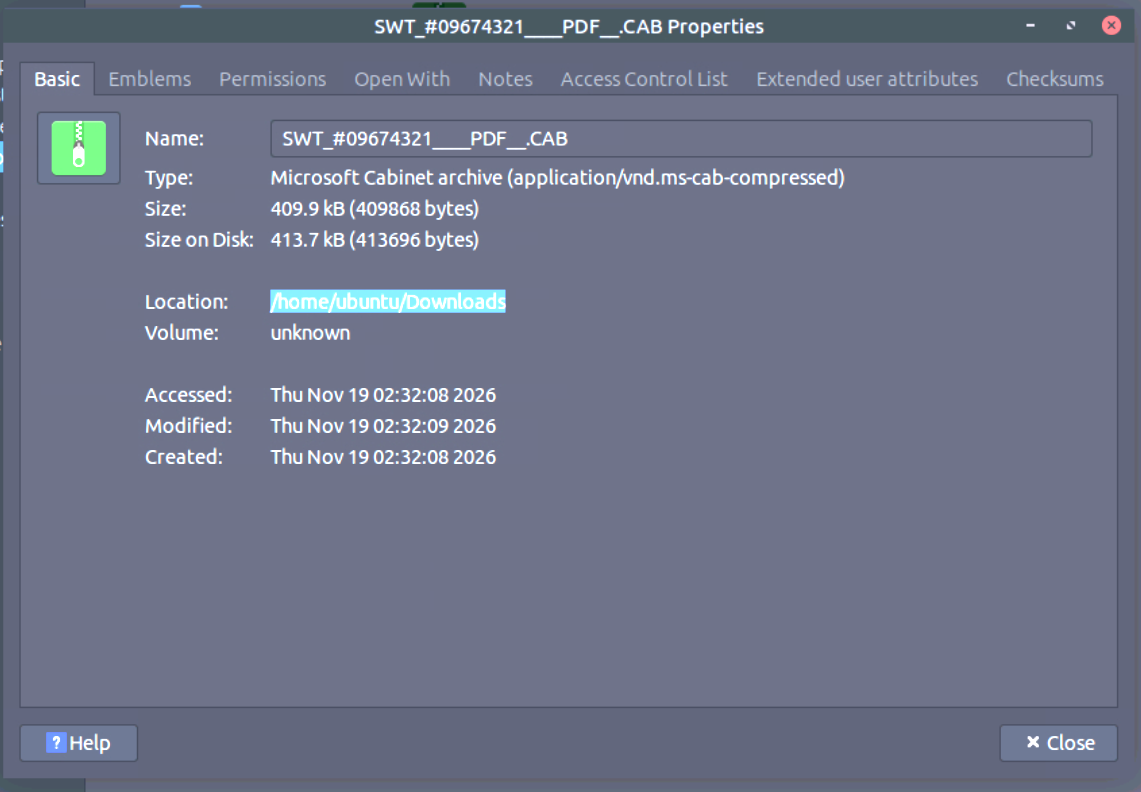 SWT_#09674321____PDF__.CAB Properties
Basic Emblems Permissions Open With Notes Access Control List Extended user attributes Checksums
Name: SWT_#09674321____PDF__.CAB
Type: Microsoft Cabinet archive (application/vnd.ms-cab-compressed)
Size: 409.9 kB (409868 bytes)
Size on Disk: 413.7 kB (413696 bytes)
Location: /home/ubuntu/Downloads
Volume: unknown
Accessed: Thu Nov 19 02:32:08 2026
Modified: Thu Nov 19 02:32:09 2026
Created: Thu Nov 19 02:32:08 2026
? Help
Close